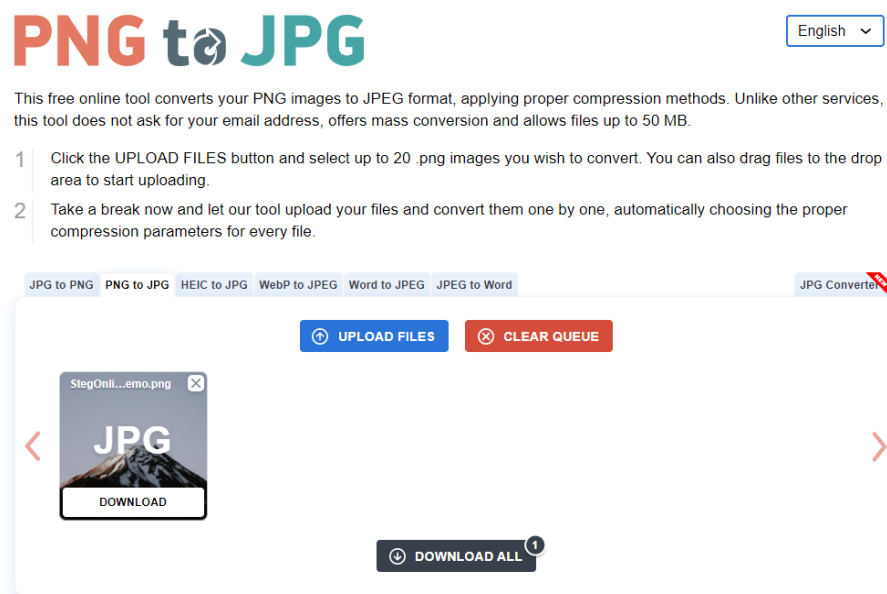 PNG to JPG
English
This free online tool converts your PNG images to JPEG format, applying proper compression methods. Unlike other services,
this tool does not ask for your email address, offers mass conversion and allows files up to 50 MB.
1 Click the UPLOAD FILES button and select up to 20 .png images you wish to convert. You can also drag files to the drop
area to start uploading.
2 Take a break now and let our tool upload your files and convert them one by one, automatically choosing the proper
compression parameters for every file.
JPG to PNG PNG to JPG HEIC to JPG WebP to JPEG Word to JPEG JPEG to Word JPG Converter NEW
UPLOAD FILES CLEAR QUEUE
StegOnli...emo.png
JPG
DOWNLOAD
DOWNLOAD ALL 1